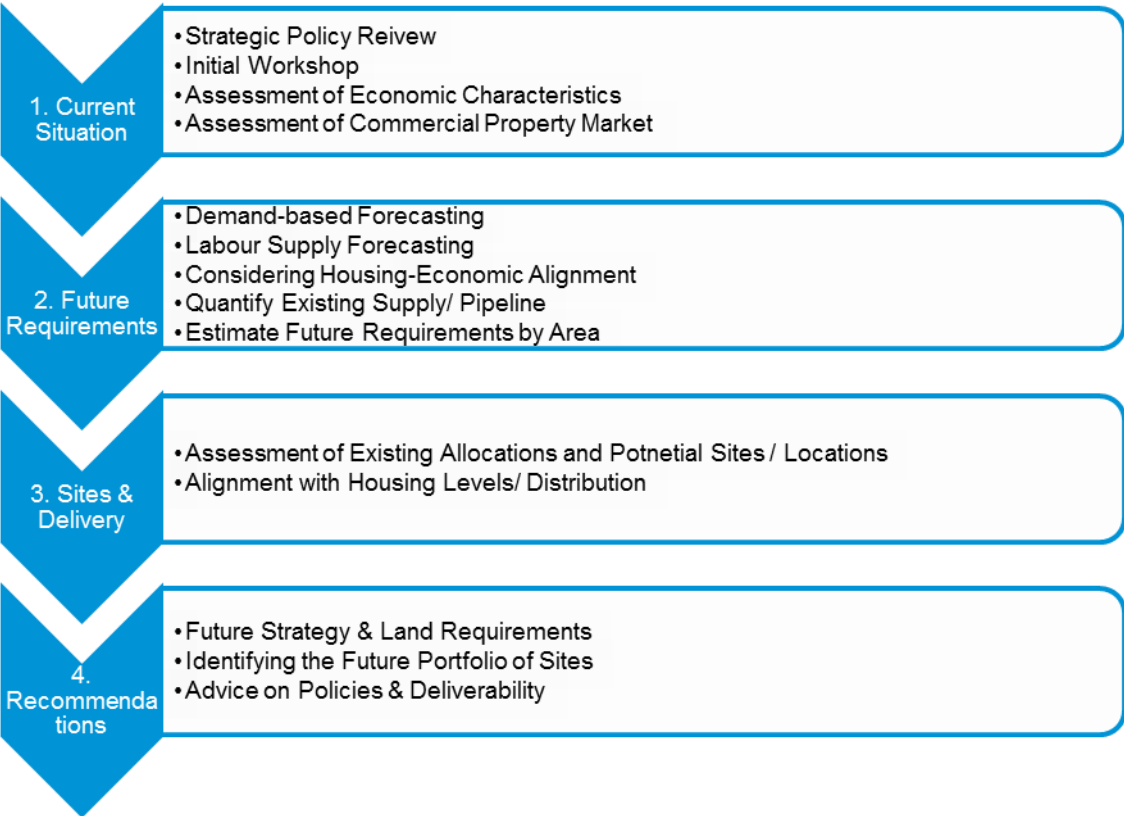 1. Current
Situation
•Strategic Policy Reivew
•Initial Workshop
•Assessment of Economic Characteristics
•Assessment of Commercial Property Market
2. Future
Requirements
•Demand-based Forecasting
•Labour Supply Forecasting
•Considering Housing-Economic Alignment
•Quantify Existing Supply/ Pipeline
•Estimate Future Requirements by Area
3. Sites &
Delivery
•Assessment of Existing Allocations and Potnetial Sites / Locations
•Alignment with Housing Levels/ Distribution
4.
Recommenda
tions
•Future Strategy & Land Requirements
•Identifying the Future Portfolio of Sites
•Advice on Policies & Deliverability